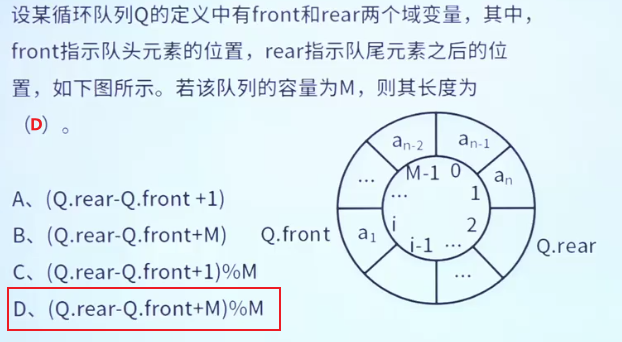 设某循环队列Q的定义中有front和rear两个域变量，其中，
front指示队头元素的位置，rear指示队尾元素之后的位
置，如下图所示。若该队列的容量为M，则其长度为
（D）。
A、(Q.rear-Q.front +1)
B、(Q.rear-Q.front+M)
C、(Q.rear-Q.front+1)%M
D、(Q.rear-Q.front+M)%M
an-2 an-1
... M-1 0 an
... 1
Q.front a1 i 2
i-1 ... Q.rear
...